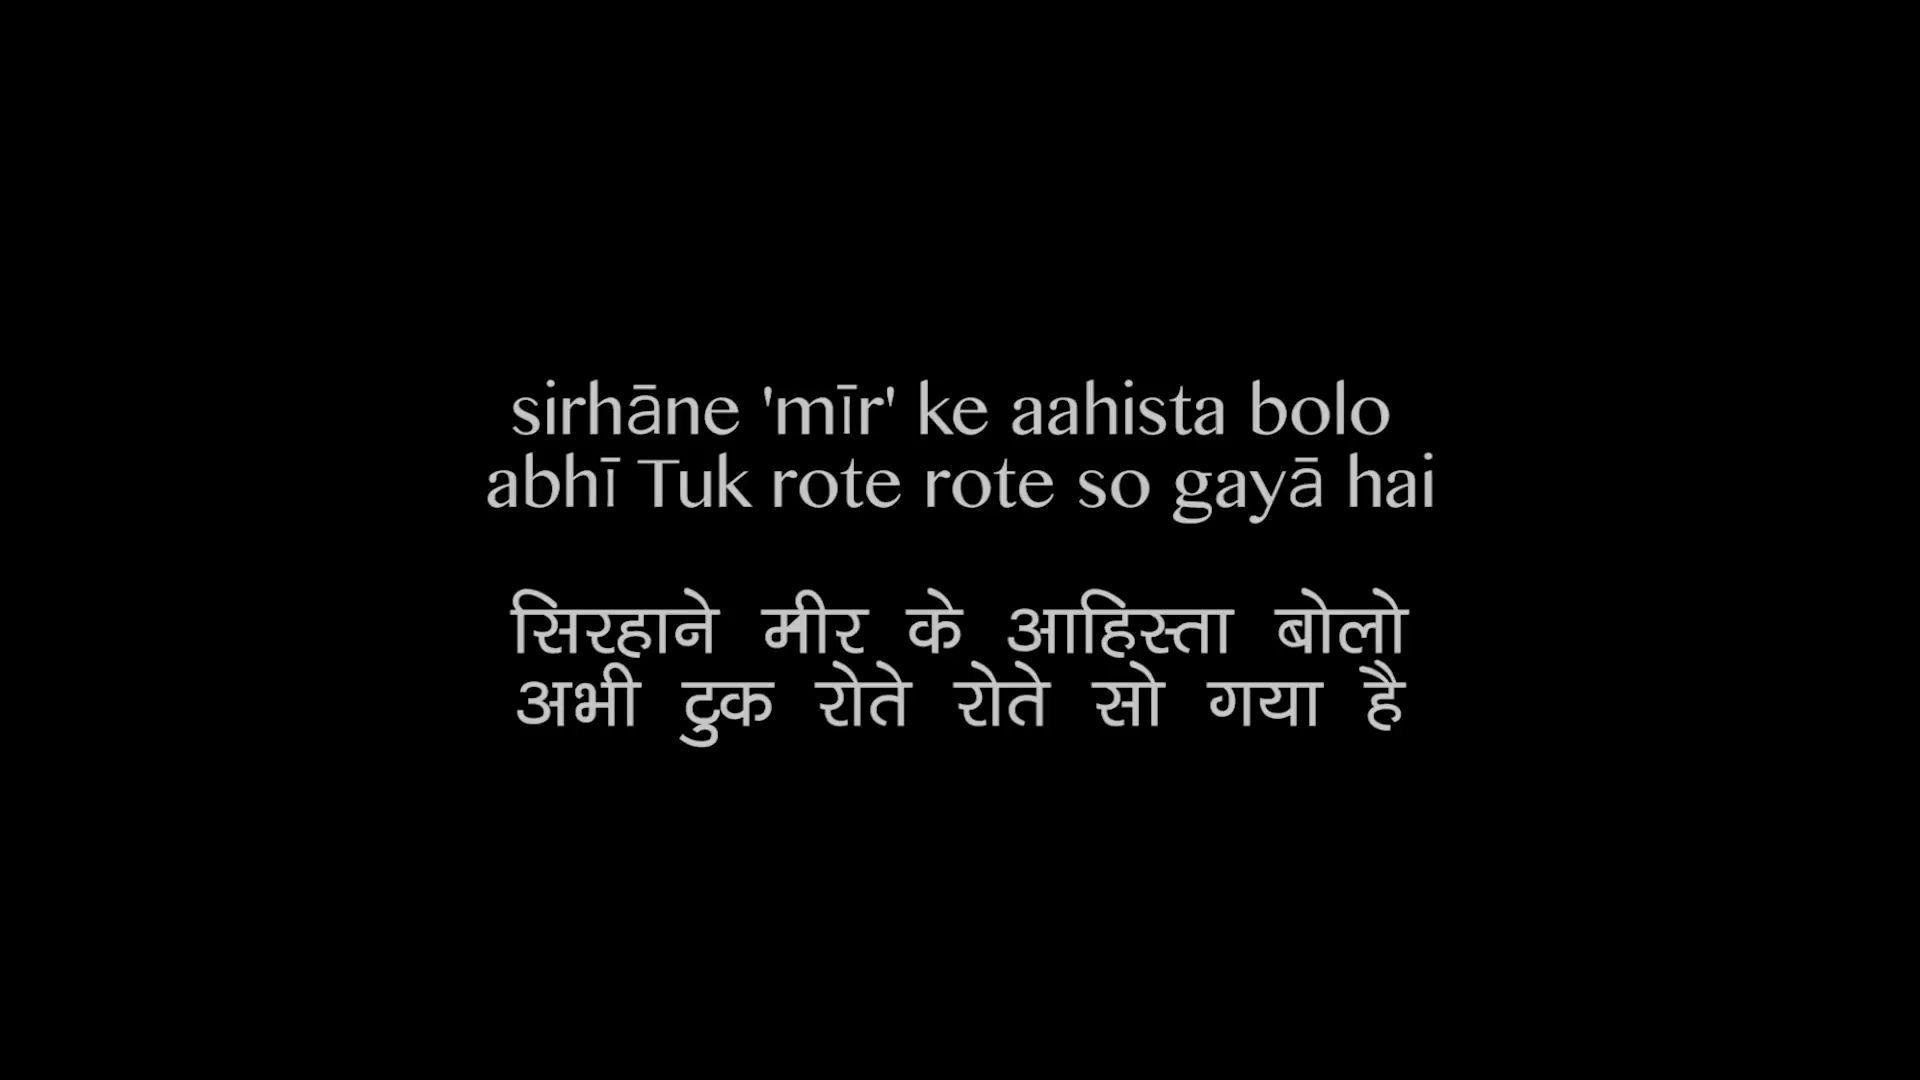 sirhāne 'mīr' ke aahista bolo
abhī Tuk rote rote so gayā hai
सिरहाने मीर के आहिस्ता बोलो
अभी टुक रोते रोते सो गया है